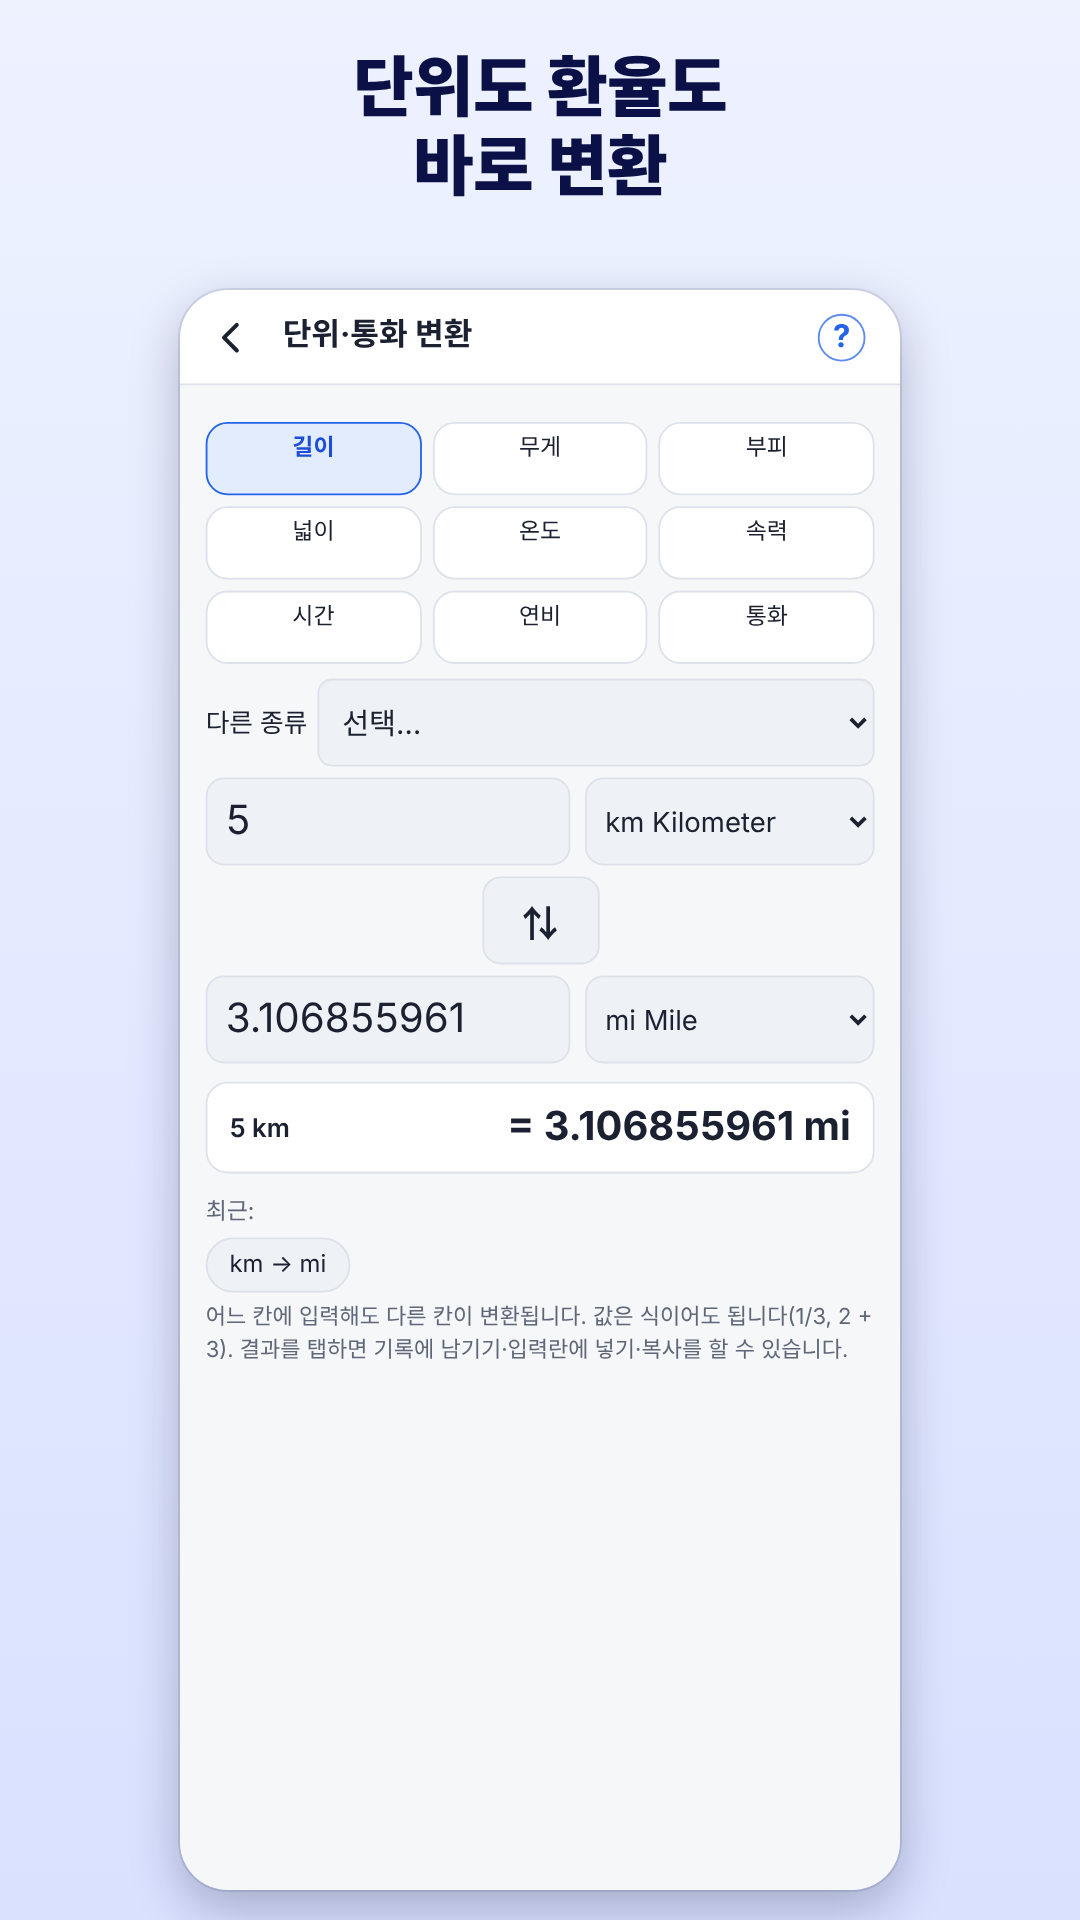 단위도 환율도
바로 변환
단위·통화 변환
?
길이 무게 부피
넓이 온도 속력
시간 연비 통화
다른 종류 선택...
5 km Kilometer
3.106855961 mi Mile
5 km = 3.106855961 mi
최근:
km → mi
어느 칸에 입력해도 다른 칸이 변환됩니다. 값은 식이어도 됩니다(1/3, 2 +
3). 결과를 탭하면 기록에 남기기·입력란에 넣기·복사를 할 수 있습니다.